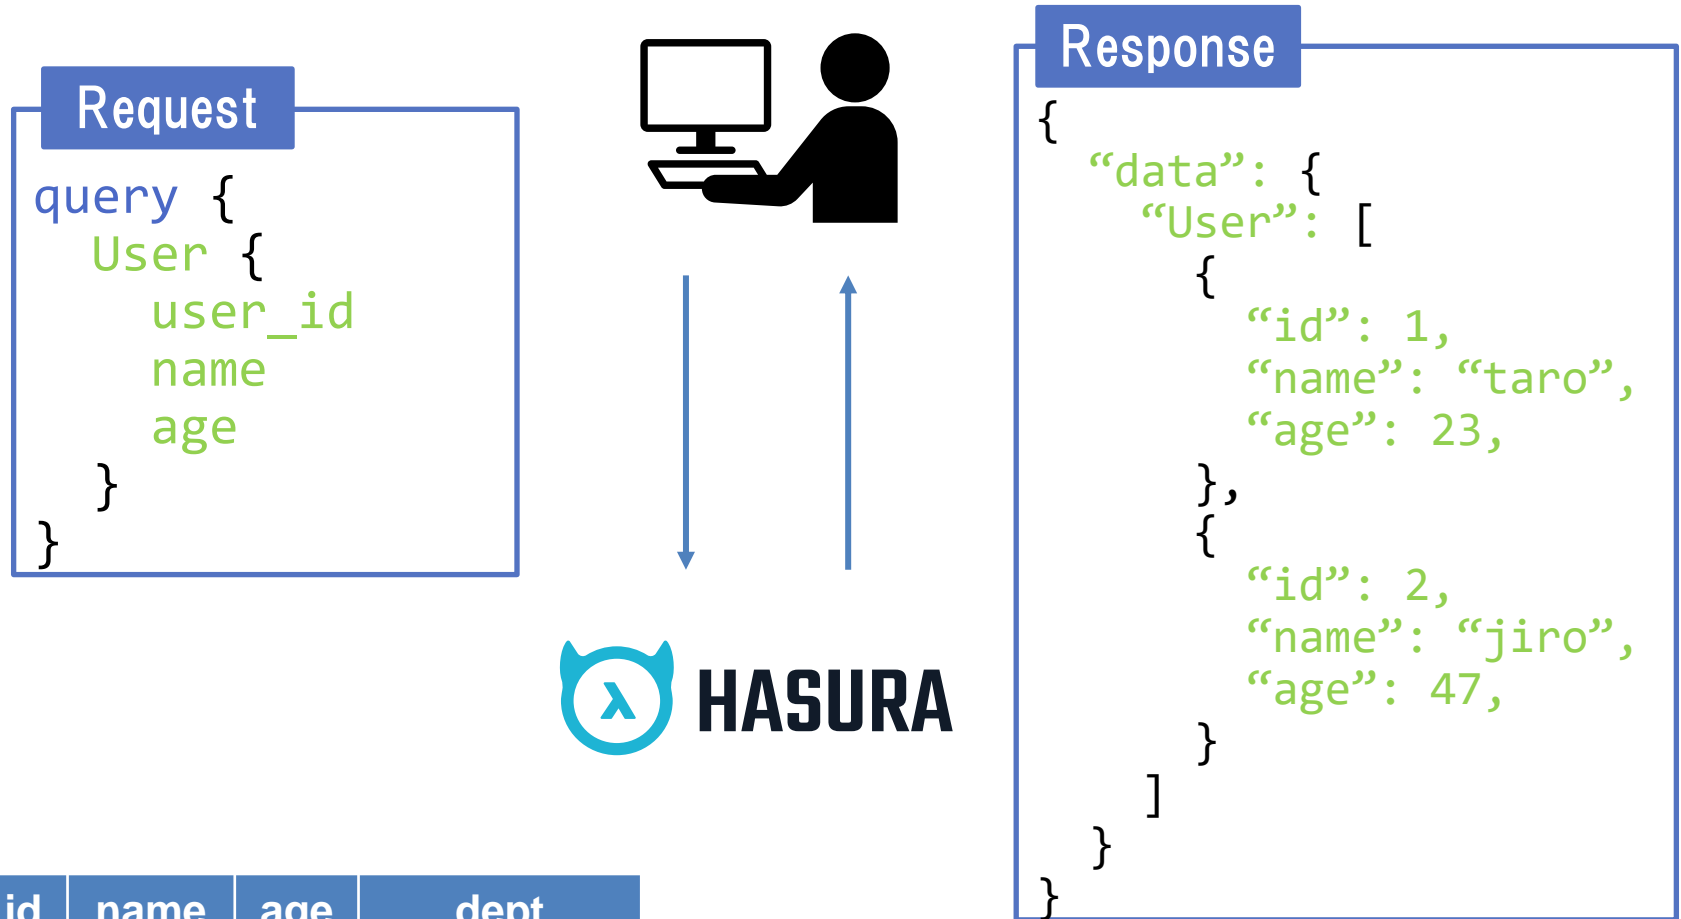 Request
query {
User {
user_id
name
age
}
}
HASURA
Response
{
“data”: {
“User”: [
{
“id”: 1,
“name”: “taro”,
“age”: 23,
},
{
“id”: 2,
“name”: “jiro”,
“age”: 47,
}
]
}
}
id name age dept